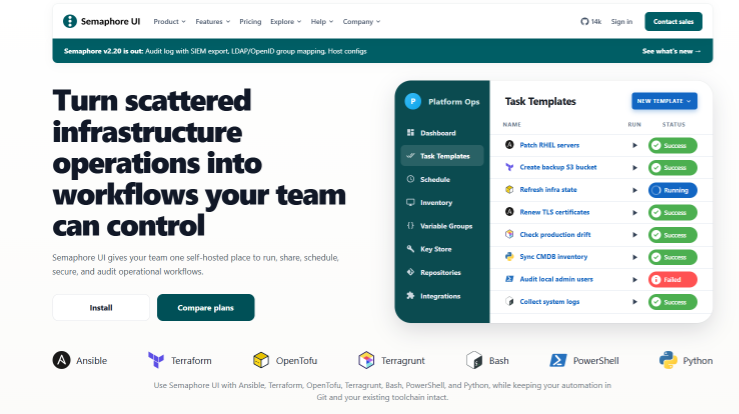 Semaphore UI Product Features Pricing Explore Help Company 14k Sign in Contact sales
Semaphore v2.20 is out: Audit log with SIEM export, LDAP/OpenID group mapping, Host configs See what's new →
Turn scattered
infrastructure
operations into
workflows your team
can control
Semaphore UI gives your team one self-hosted place to run, share, schedule,
secure, and audit operational workflows.
Install Compare plans
P Platform Ops
Dashboard
Task Templates
Schedule
Inventory
{} Variable Groups
Key Store
Repositories
Integrations
Task Templates NEW TEMPLATE
NAME RUN STATUS
Patch RHEL servers Success
Create backup S3 bucket Success
Refresh infra state Running
Renew TLS certificates Success
Check production drift Success
Sync CMDB inventory Success
Audit local admin users Failed
Collect system logs Success
Ansible Terraform OpenTofu Terragrunt Bash PowerShell Python
Use Semaphore UI with Ansible, Terraform, OpenTofu, Terragrunt, Bash, PowerShell, and Python, while keeping your automation in
Git and your existing toolchain intact.